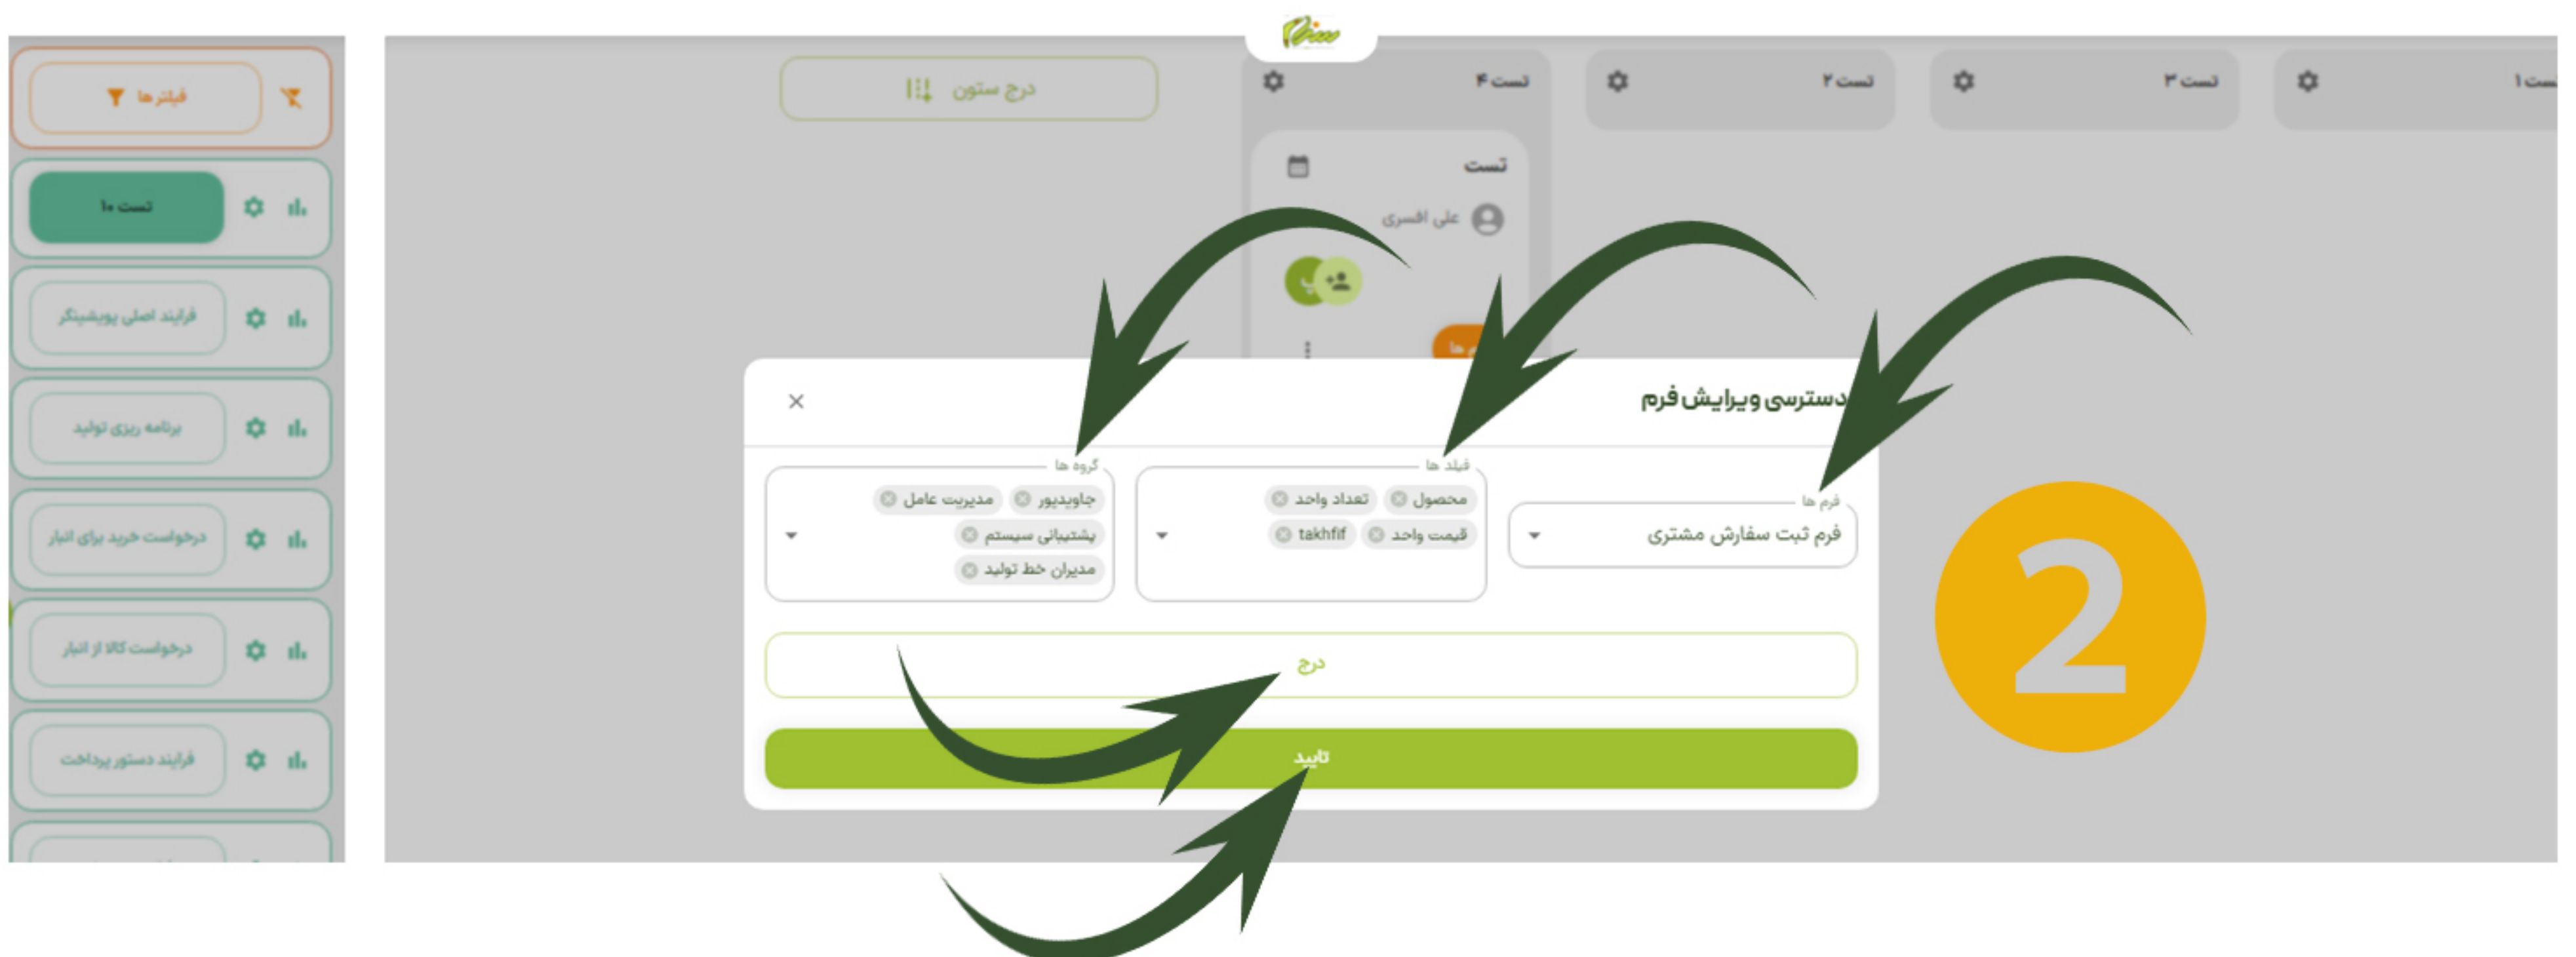 تست ۱
تست ۳
تست ۲
تست ۴
درج ستون
تست
علی افسری
پ
فیلتر ها
تست ۱۰
فرایند اصلی پویشینگر
برنامه ریزی تولید
درخواست خرید برای انبار
درخواست کالا از انبار
فرایند دستور پرداخت
دسترسی ویرایش فرم
فرم ها
فرم ثبت سفارش مشتری
فیلد ها
محصول تعداد واحد
قیمت واحد takhfif
گروه ها
جاویدپور مدیریت عامل
پشتیبانی سیستم
مدیران خط تولید
درج
تایید
2